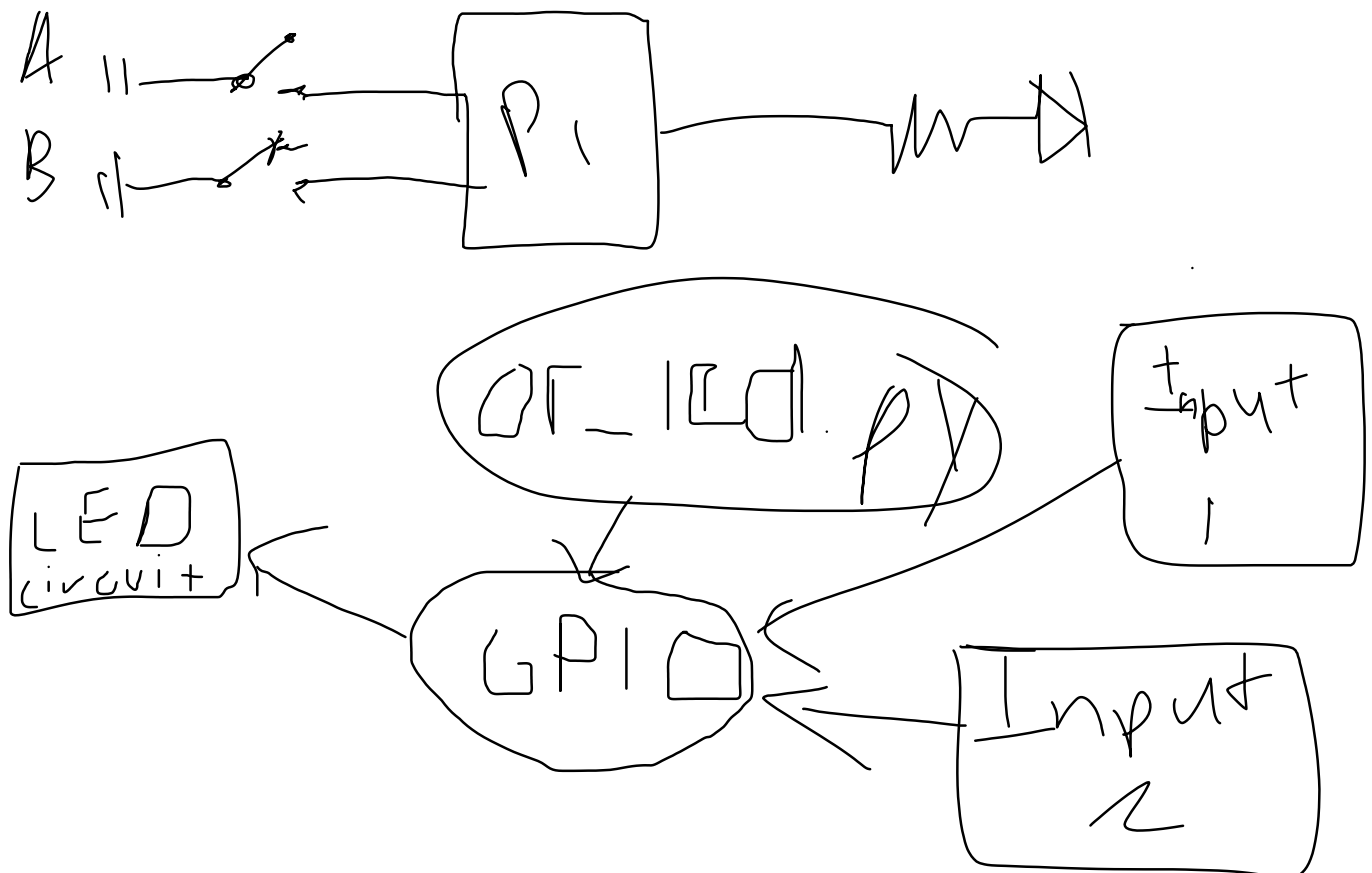 A
B
Pi
or_led.py
LED
circuit
GPIO
Input
1
Input
2